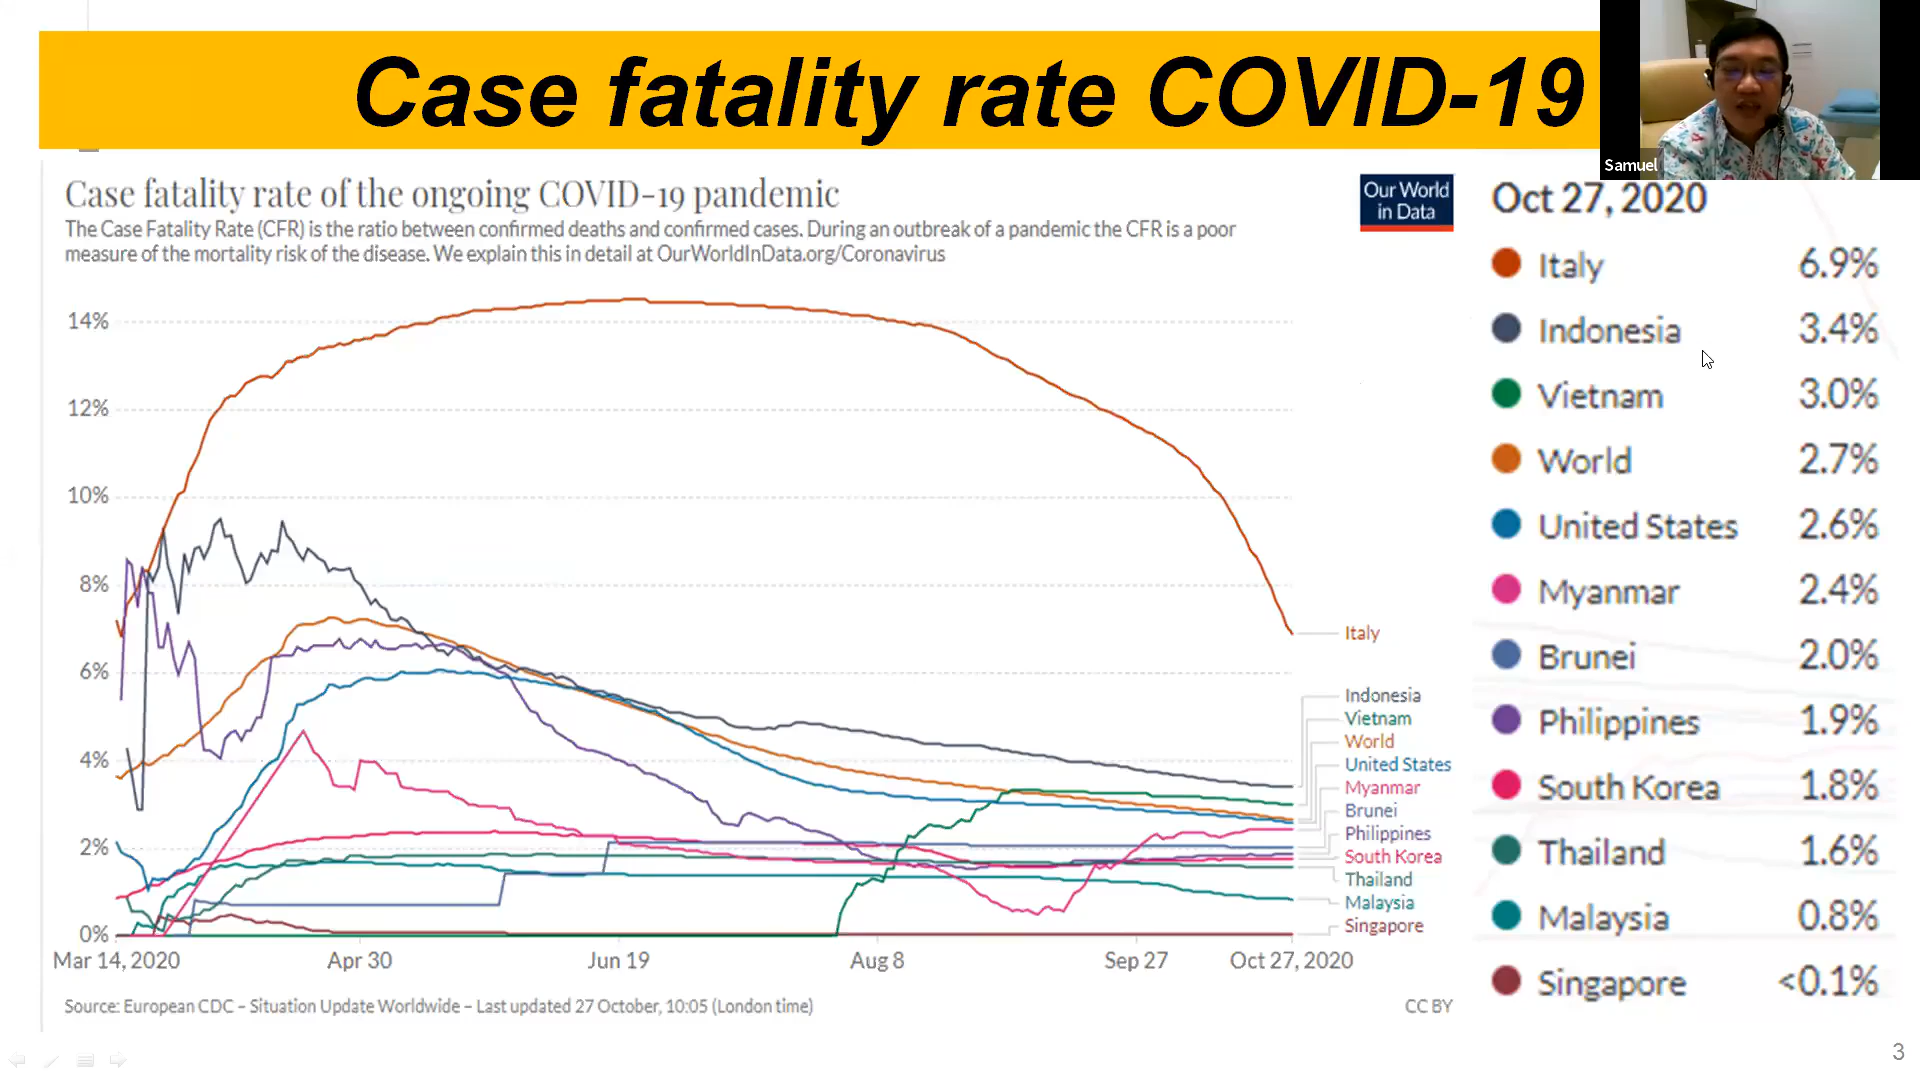 Case fatality rate COVID-19
Samuel
Case fatality rate of the ongoing COVID-19 pandemic
The Case Fatality Rate (CFR) is the ratio between confirmed deaths and confirmed cases. During an outbreak of a pandemic the CFR is a poor
measure of the mortality risk of the disease. We explain this in detail at OurWorldInData.org/Coronavirus
Our World
in Data
14%
12%
10%
8%
6%
4%
2%
0%
Mar 14, 2020
Apr 30
Jun 19
Aug 8
Sep 27
Oct 27, 2020
Italy
Indonesia
Vietnam
World
United States
Myanmar
Brunei
Philippines
South Korea
Thailand
Malaysia
Singapore
Source: European CDC – Situation Update Worldwide – Last updated 27 October, 10:05 (London time)
CC BY
Oct 27, 2020
Italy 6.9%
Indonesia 3.4%
Vietnam 3.0%
World 2.7%
United States 2.6%
Myanmar 2.4%
Brunei 2.0%
Philippines 1.9%
South Korea 1.8%
Thailand 1.6%
Malaysia 0.8%
Singapore <0.1%
3